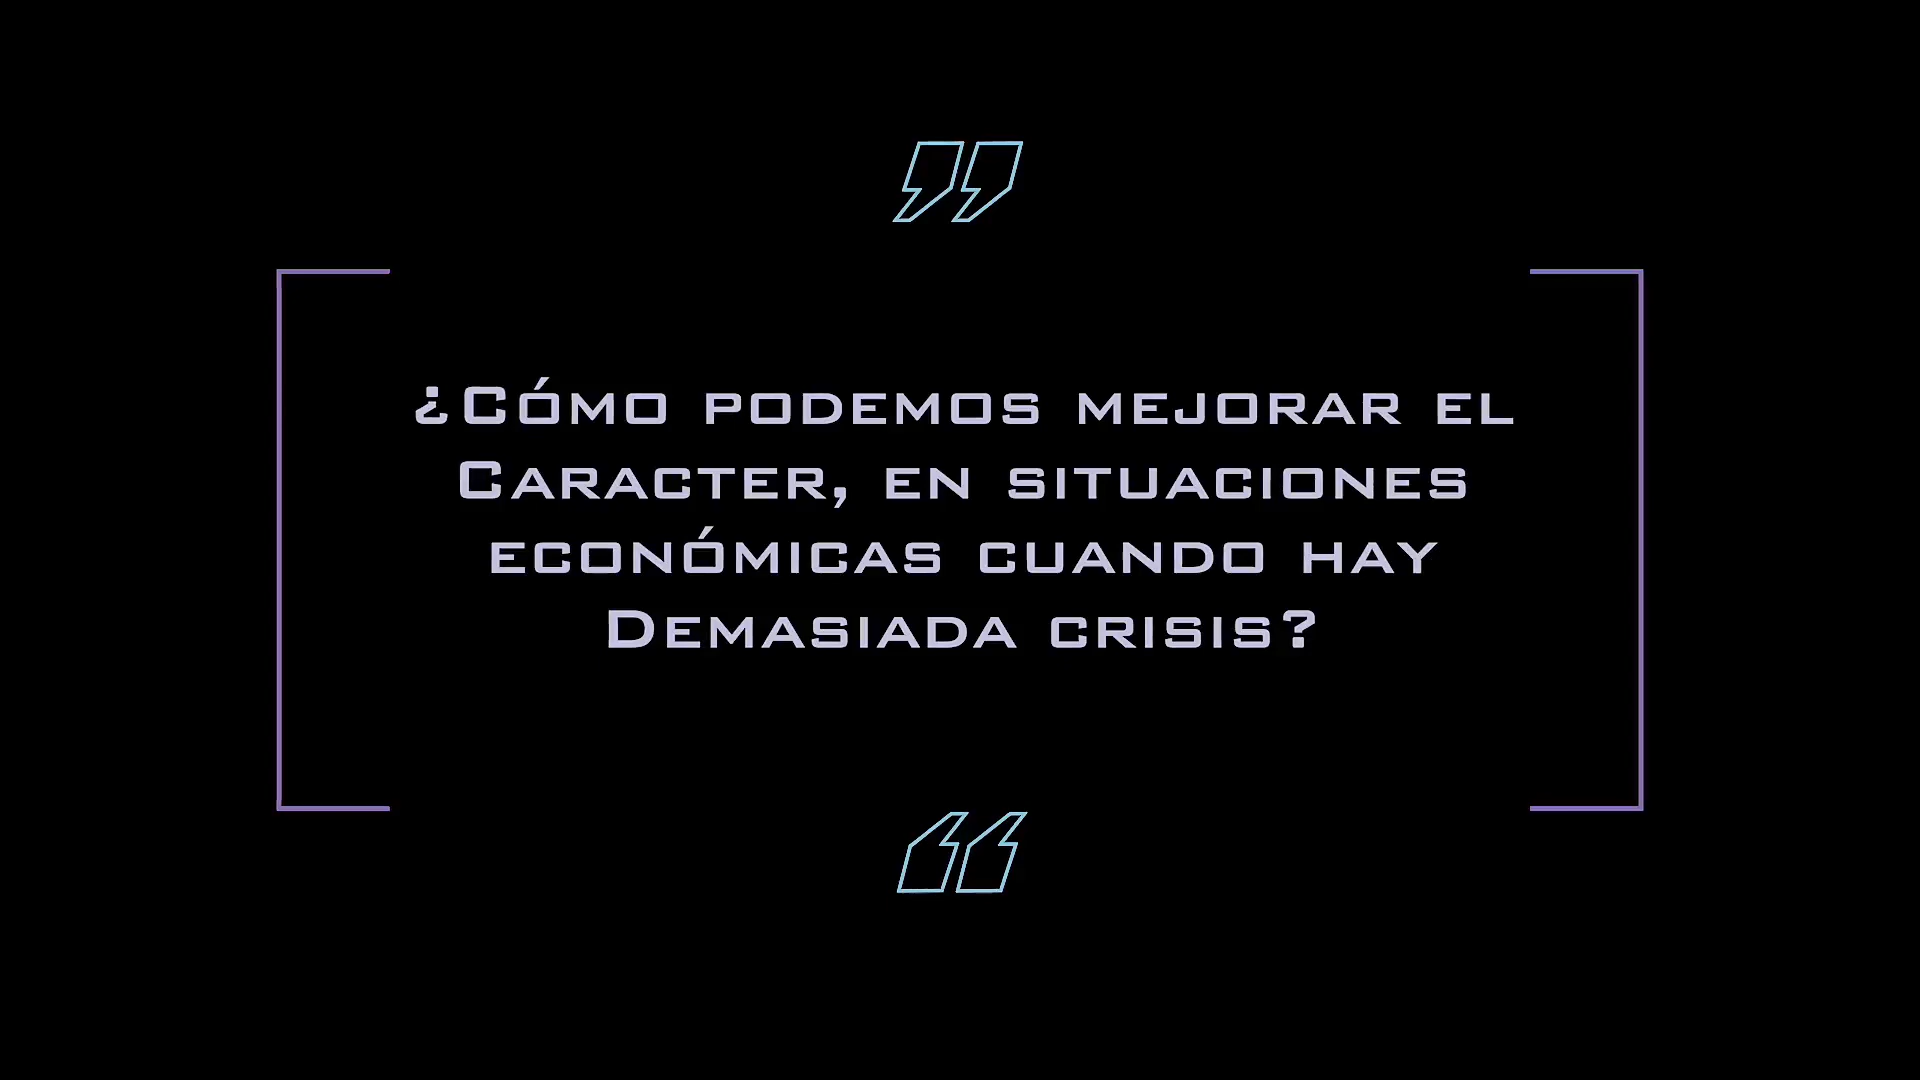 ”
¿Cómo podemos mejorar el
Caracter, en situaciones
económicas cuando hay
Demasiada crisis?
“